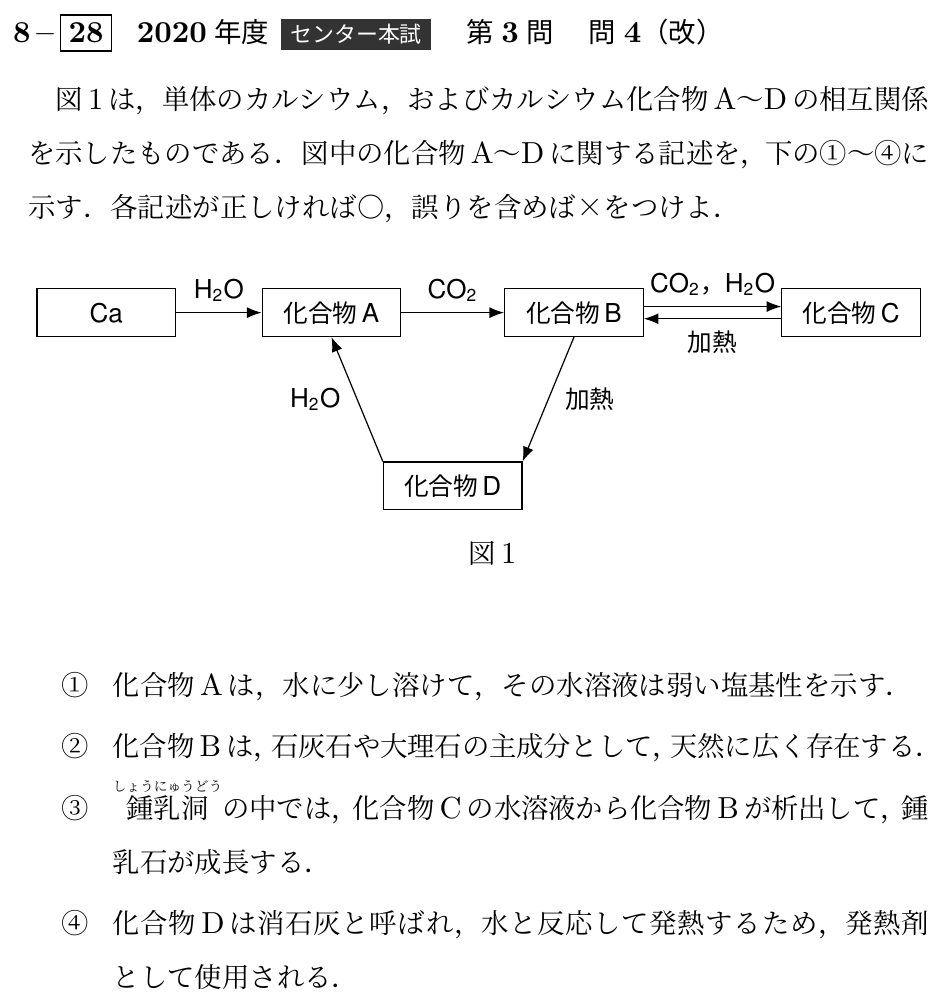 8－28 2020年度 センター本試 第3問 問4（改）
図1は，単体のカルシウム，およびカルシウム化合物A～Dの相互関係
を示したものである．図中の化合物A～Dに関する記述を，下の①～④に
示す．各記述が正しければ○，誤りを含めば×をつけよ．
CO₂，H₂O
H₂O CO₂
Ca 化合物A 化合物B 化合物C
加熱
H₂O 加熱
化合物D
図1
① 化合物Aは，水に少し溶けて，その水溶液は弱い塩基性を示す．
② 化合物Bは，石灰石や大理石の主成分として，天然に広く存在する．
しょうにゅうどう
③ 鍾乳洞の中では，化合物Cの水溶液から化合物Bが析出して，鍾
乳石が成長する．
④ 化合物Dは消石灰と呼ばれ，水と反応して発熱するため，発熱剤
として使用される．